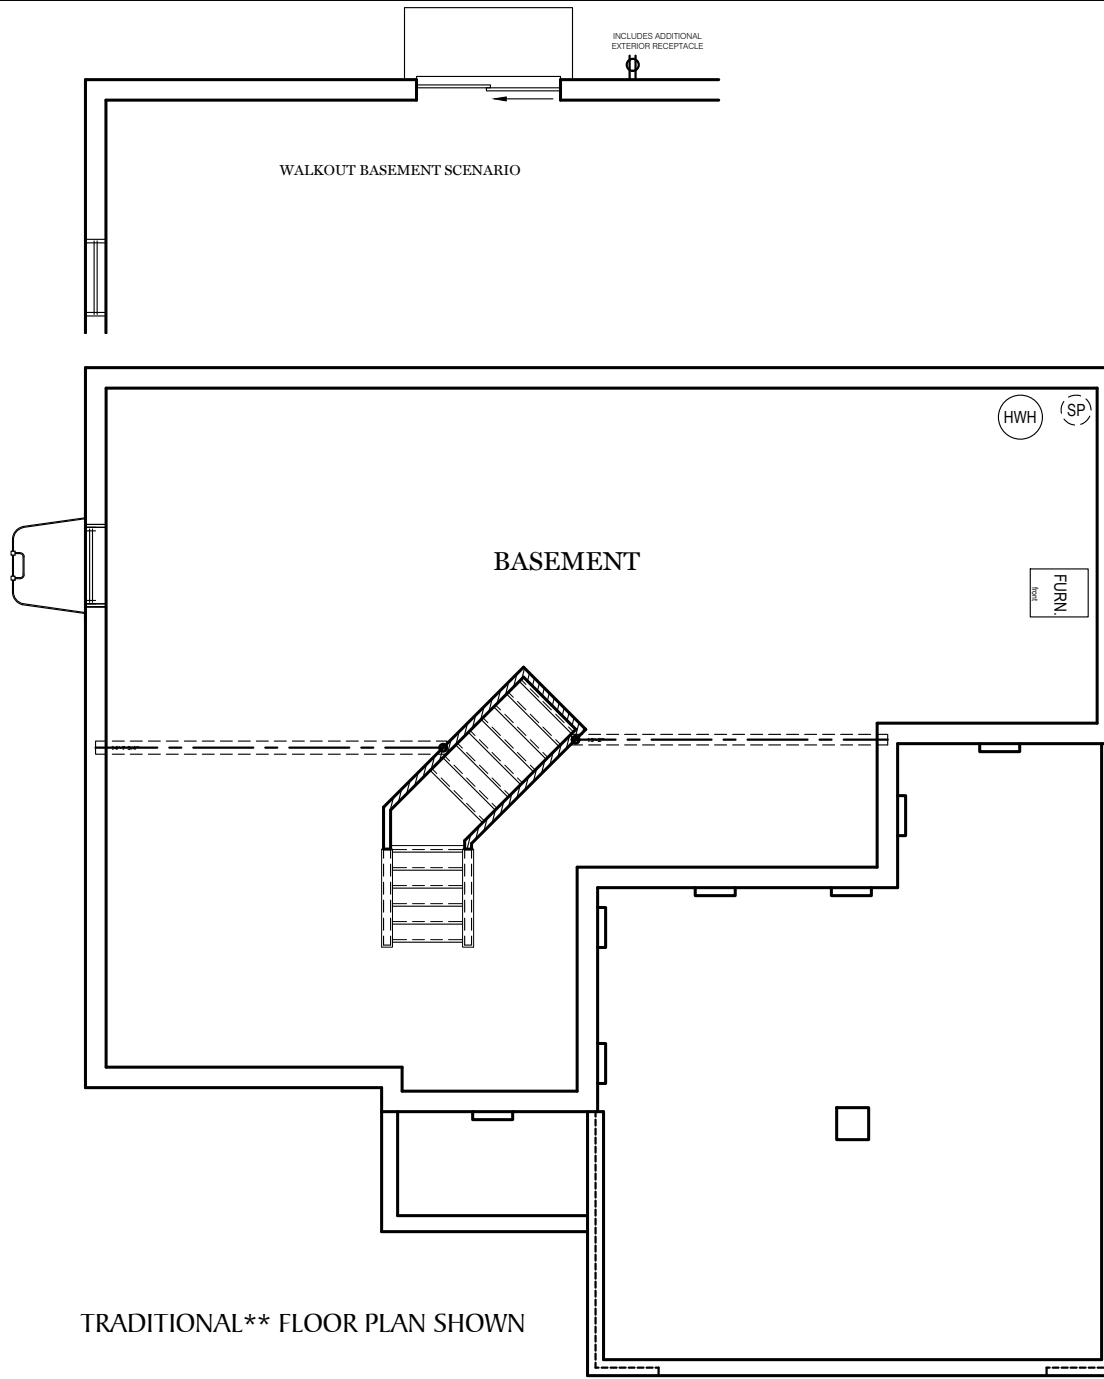 INCLUDES ADDITIONAL
EXTERIOR RECEPTACLE
WALKOUT BASEMENT SCENARIO
HWH
SP
BASEMENT
FURN.
front
TRADITIONAL** FLOOR PLAN SHOWN